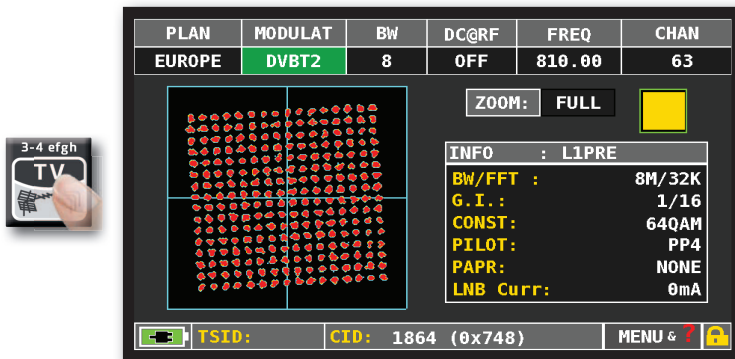 PLAN MODULAT BW DC@RF FREQ CHAN
EUROPE DVBT2 8 OFF 810.00 63
ZOOM: FULL
3-4 efgh
TV
INFO : L1PRE
BW/FFT : 8M/32K
G.I.: 1/16
CONST: 64QAM
PILOT: PP4
PAPR: NONE
LNB Curr: 0mA
TSID: CID: 1864 (0x748) MENU & ?